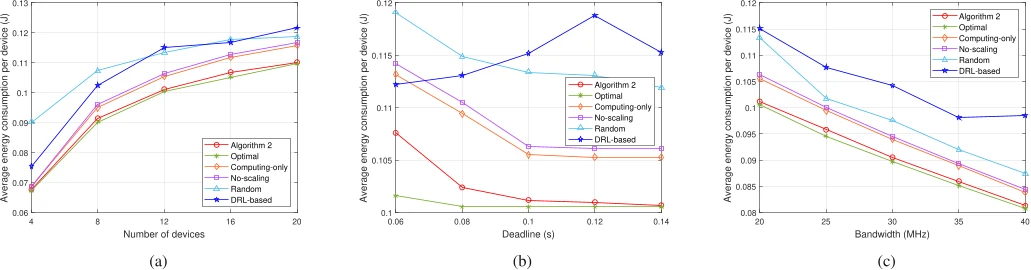 0.13
0.12
0.11
0.1
0.09
0.08
0.07
0.06
Average energy consumption per device (J)
4 8 12 16 20
Number of devices
Algorithm 2
Optimal
Computing-only
No-scaling
Random
DRL-based
(a)
0.12
0.115
0.11
0.105
0.1
Average energy consumption per device (J)
0.06 0.08 0.1 0.12 0.14
Deadline (s)
Algorithm 2
Optimal
Computing-only
No-scaling
Random
DRL-based
(b)
0.12
0.115
0.11
0.105
0.1
0.095
0.09
0.085
0.08
Average energy consumption per device (J)
20 25 30 35 40
Bandwidth (MHz)
Algorithm 2
Optimal
Computing-only
No-scaling
Random
DRL-based
(c)